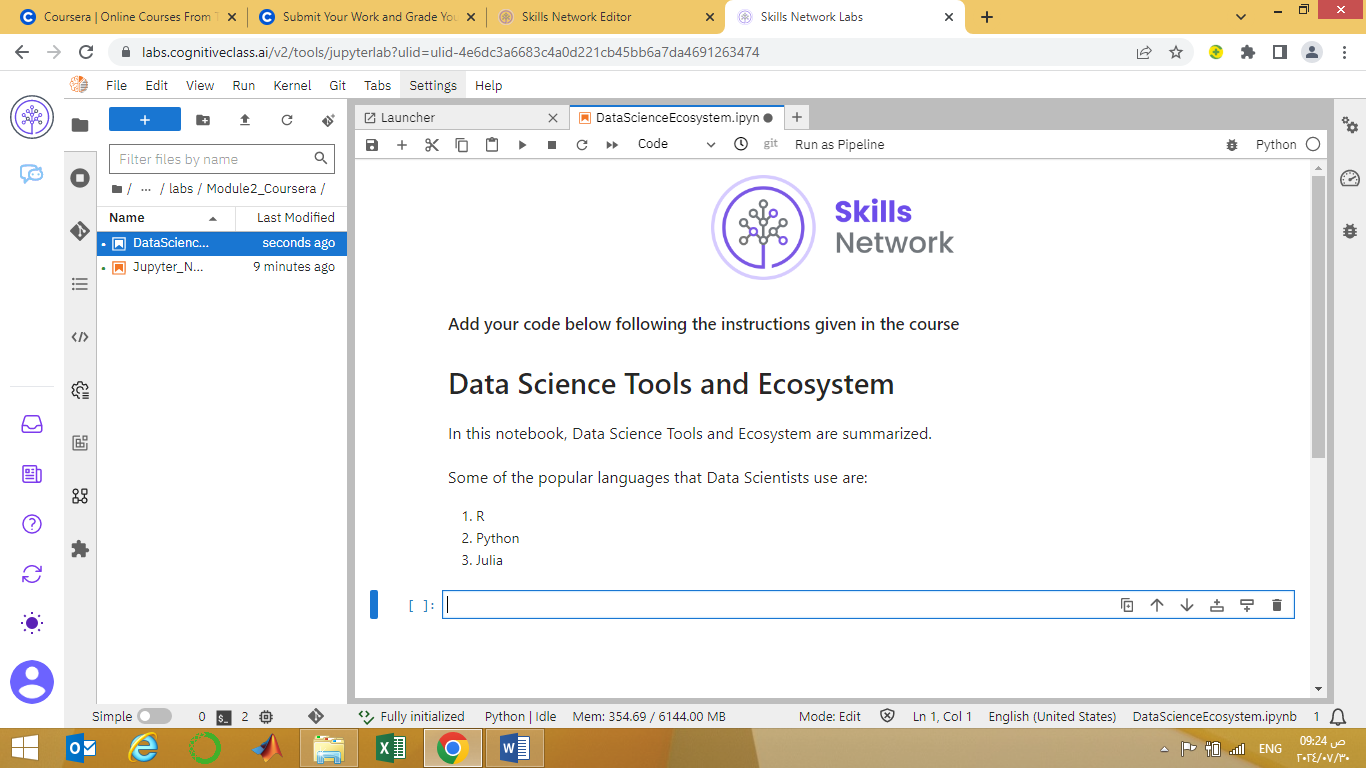 Coursera | Online Courses From T
Submit Your Work and Grade You
Skills Network Editor
Skills Network Labs
labs.cognitiveclass.ai/v2/tools/jupyterlab?ulid=ulid-4e6dc3a6683c4a0d221cb45bb6a7da4691263474
File Edit View Run Kernel Git Tabs Settings Help
Launcher
DataScienceEcosystem.ipyn
Filter files by name
Code
git
Run as Pipeline
Python
/ ... / labs / Module2_Coursera /
Name Last Modified
DataScienc... seconds ago
Jupyter_N... 9 minutes ago
Skills
Network
Add your code below following the instructions given in the course
Data Science Tools and Ecosystem
In this notebook, Data Science Tools and Ecosystem are summarized.
Some of the popular languages that Data Scientists use are:
1. R
2. Python
3. Julia
[ ]:
Simple 0 2 Fully initialized Python | Idle Mem: 354.69 / 6144.00 MB Mode: Edit Ln 1, Col 1 English (United States) DataScienceEcosystem.ipynb 1
ENG
09:24 ص
٢٠٢٤/٠٧/٣٠